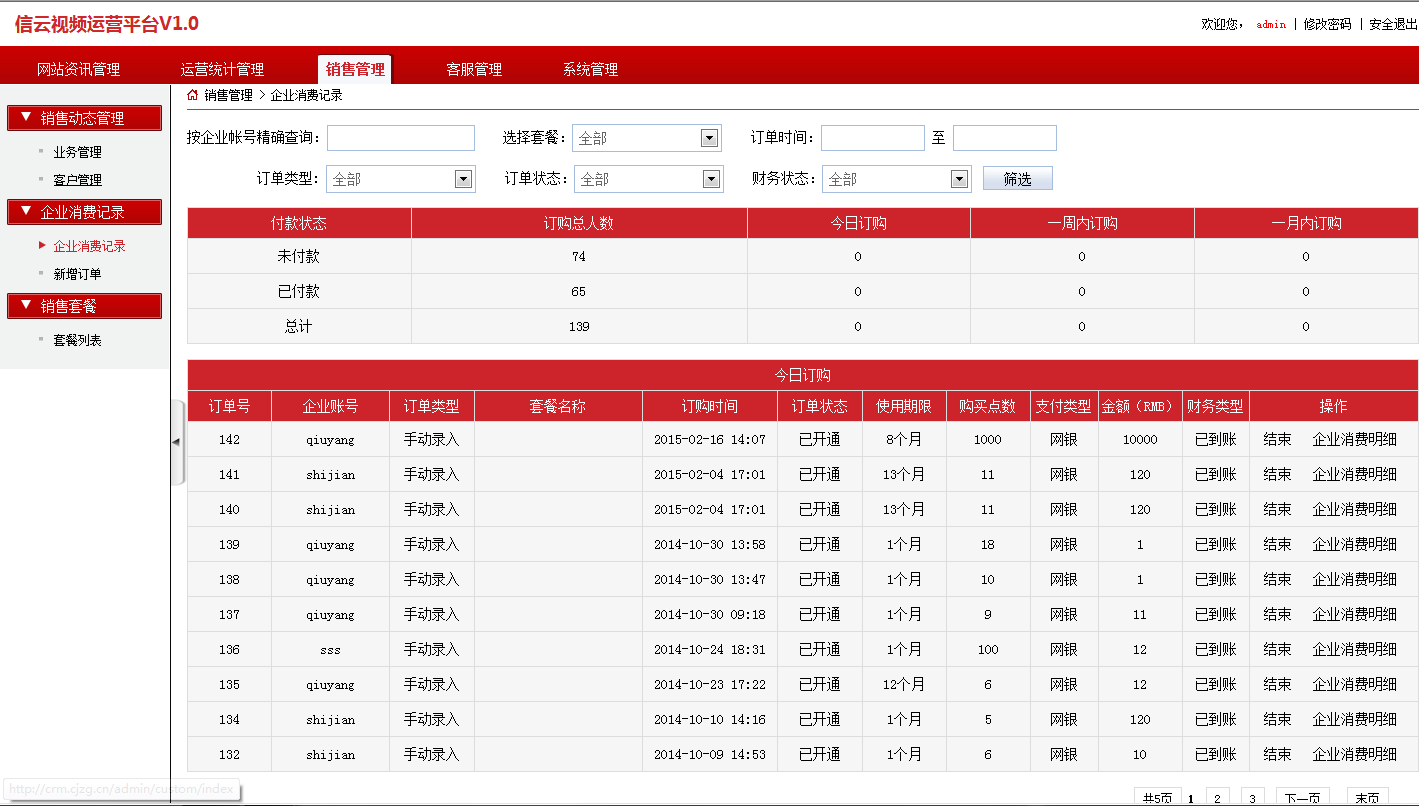 信云视频运营平台V1.0
欢迎您， admin | 修改密码 | 安全退出
网站资讯管理 运营统计管理 销售管理 客服管理 系统管理
销售管理 > 企业消费记录
▼ 销售动态管理
业务管理
客户管理
▼ 企业消费记录
企业消费记录
新增订单
▼ 销售套餐
套餐列表
按企业帐号精确查询： 选择套餐： 全部 订单时间： 至
订单类型： 全部 订单状态： 全部 财务状态： 全部 筛选
付款状态 订购总人数 今日订购 一周内订购 一月内订购
未付款 74 0 0 0
已付款 65 0 0 0
总计 139 0 0 0
今日订购
订单号 企业账号 订单类型 套餐名称 订购时间 订单状态 使用期限 购买点数 支付类型 金额（RMB） 财务类型 操作
142 qiuyang 手动录入 2015-02-16 14:07 已开通 8个月 1000 网银 10000 已到账 结束 企业消费明细
141 shijian 手动录入 2015-02-04 17:01 已开通 13个月 11 网银 120 已到账 结束 企业消费明细
140 shijian 手动录入 2015-02-04 17:01 已开通 13个月 11 网银 120 已到账 结束 企业消费明细
139 qiuyang 手动录入 2014-10-30 13:58 已开通 1个月 18 网银 1 已到账 结束 企业消费明细
138 qiuyang 手动录入 2014-10-30 13:47 已开通 1个月 10 网银 1 已到账 结束 企业消费明细
137 qiuyang 手动录入 2014-10-30 09:18 已开通 1个月 9 网银 11 已到账 结束 企业消费明细
136 sss 手动录入 2014-10-24 18:31 已开通 1个月 100 网银 12 已到账 结束 企业消费明细
135 qiuyang 手动录入 2014-10-23 17:22 已开通 12个月 6 网银 12 已到账 结束 企业消费明细
134 shijian 手动录入 2014-10-10 14:16 已开通 1个月 5 网银 120 已到账 结束 企业消费明细
132 shijian 手动录入 2014-10-09 14:53 已开通 1个月 6 网银 10 已到账 结束 企业消费明细
共5页 1 2 3 下一页 末页
http://crm.cjzg.cn/admin/custom/index